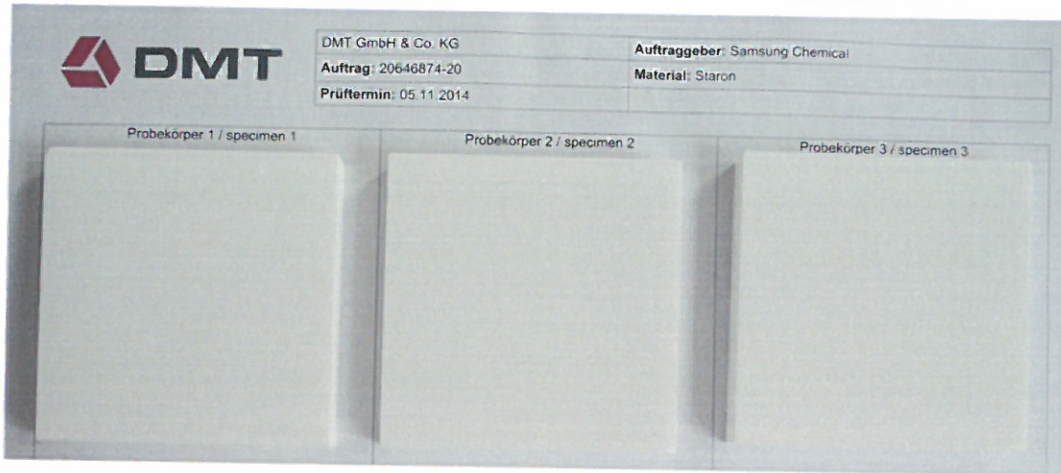 DMT
DMT GmbH & Co. KG
Auftrag: 20646874-20
Prüftermin: 05.11.2014
Auftraggeber: Samsung Chemical
Material: Staron
Probekörper 1 / specimen 1
Probekörper 2 / specimen 2
Probekörper 3 / specimen 3